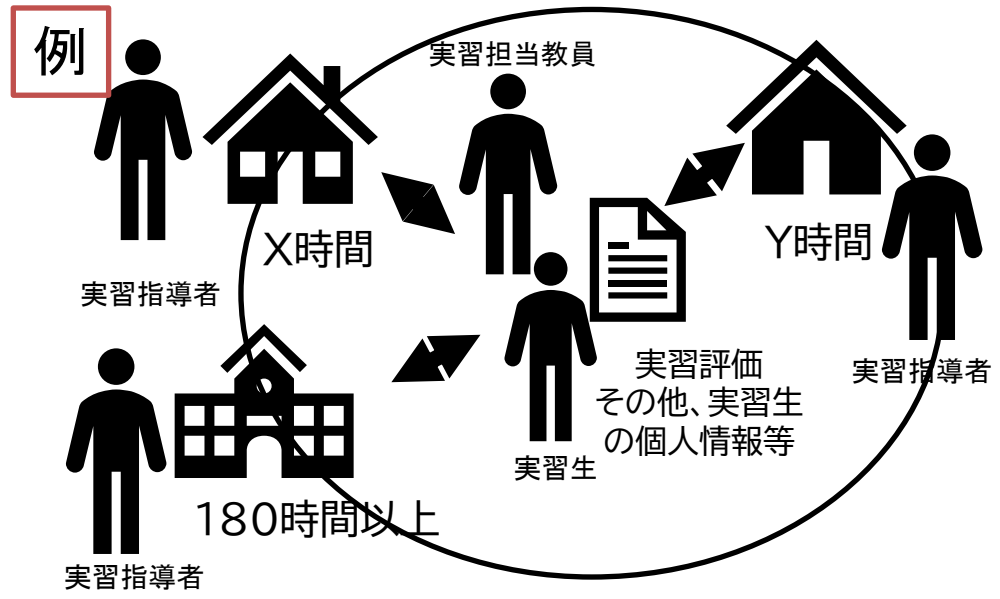 例
実習担当教員
X時間
Y時間
実習指導者
実習評価
その他、実習生
の個人情報等
実習指導者
実習生
180時間以上
実習指導者